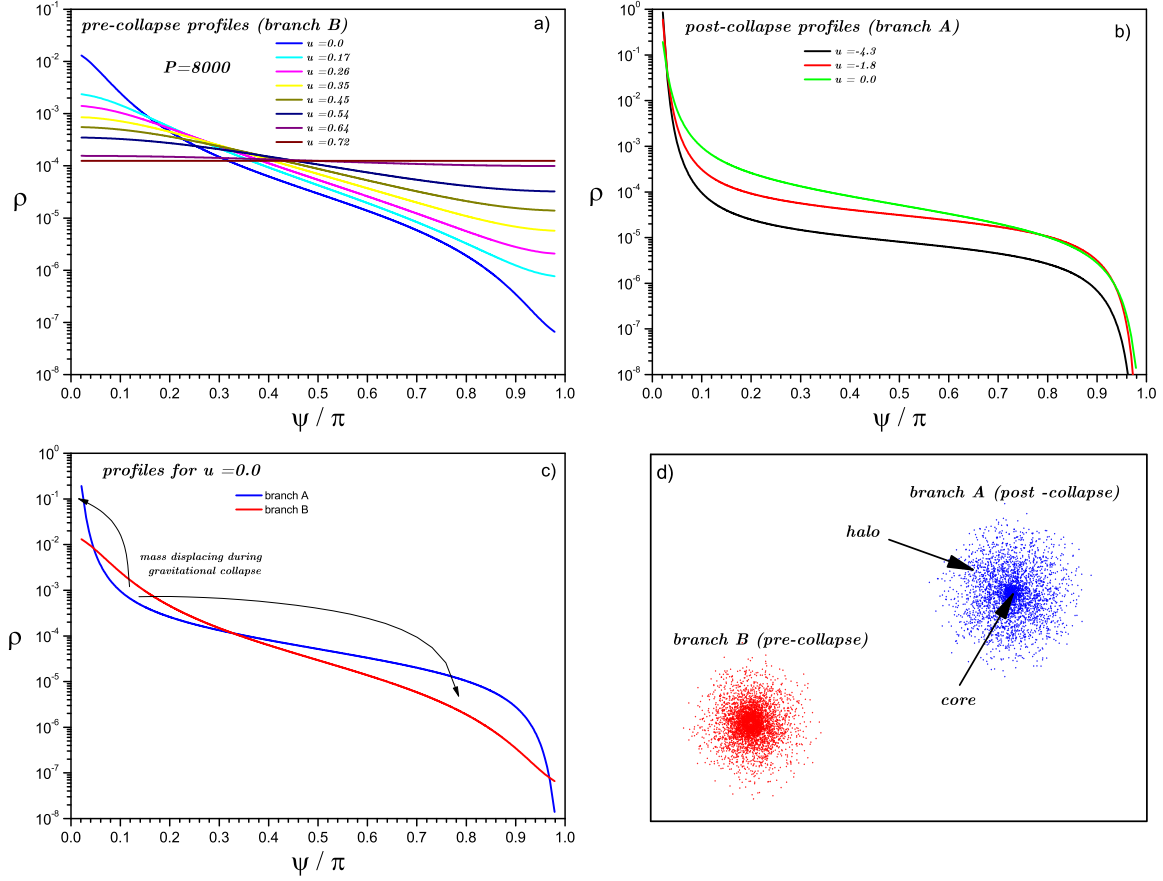 pre-collapse profiles (branch B)
a)
P=8000
u =0.0
u =0.17
u =0.26
u =0.35
u =0.45
u =0.54
u =0.64
u =0.72
10^-1
10^-2
10^-3
10^-4
10^-5
10^-6
10^-7
10^-8
ρ
0.0 0.1 0.2 0.3 0.4 0.5 0.6 0.7 0.8 0.9 1.0
ψ / π
post-collapse profiles (branch A)
b)
u =-4.3
u =-1.8
u = 0.0
10^0
10^-1
10^-2
10^-3
10^-4
10^-5
10^-6
10^-7
10^-8
ρ
0.0 0.1 0.2 0.3 0.4 0.5 0.6 0.7 0.8 0.9 1.0
ψ / π
profiles for u =0.0
c)
branch A
branch B
mass displacing during
gravitational collapse
10^0
10^-1
10^-2
10^-3
10^-4
10^-5
10^-6
10^-7
10^-8
ρ
0.0 0.1 0.2 0.3 0.4 0.5 0.6 0.7 0.8 0.9 1.0
ψ / π
d)
branch A (post -collapse)
halo
branch B (pre-collapse)
core